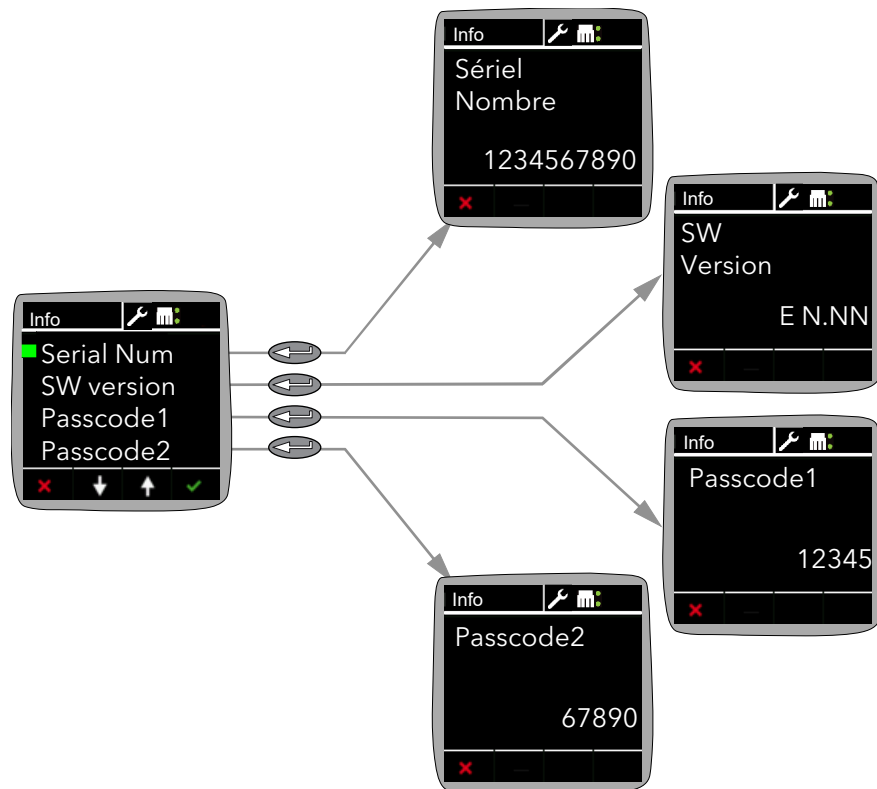 Info
Serial Num
SW version
Passcode1
Passcode2
Info
Sériel
Nombre
1234567890
Info
SW
Version
E N.NN
Info
Passcode1
12345
Info
Passcode2
67890